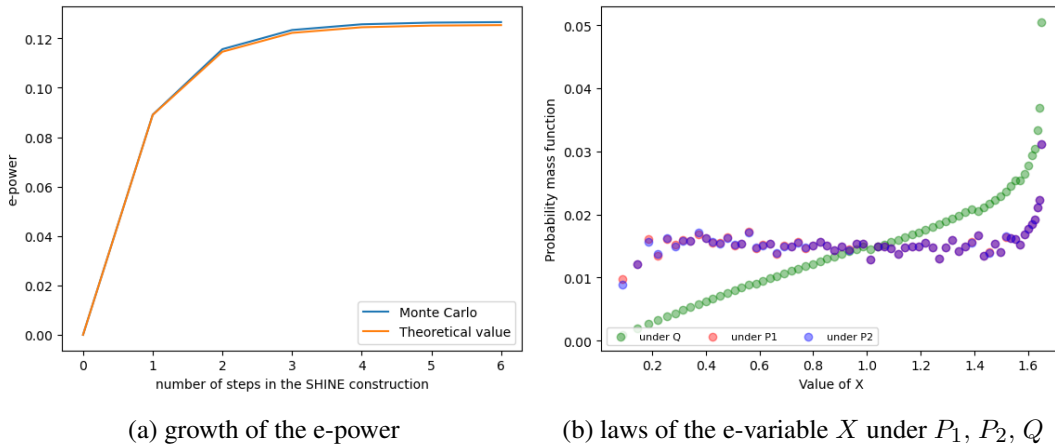 0.12
0.10
0.08
0.06
0.04
0.02
0.00
e-power
0 1 2 3 4 5 6
number of steps in the SHINE construction
Monte Carlo
Theoretical value
(a) growth of the e-power
0.05
0.04
0.03
0.02
0.01
0.00
Probability mass function
under Q under P1 under P2
0.2 0.4 0.6 0.8 1.0 1.2 1.4 1.6
Value of X
(b) laws of the e-variable X under P₁, P₂, Q